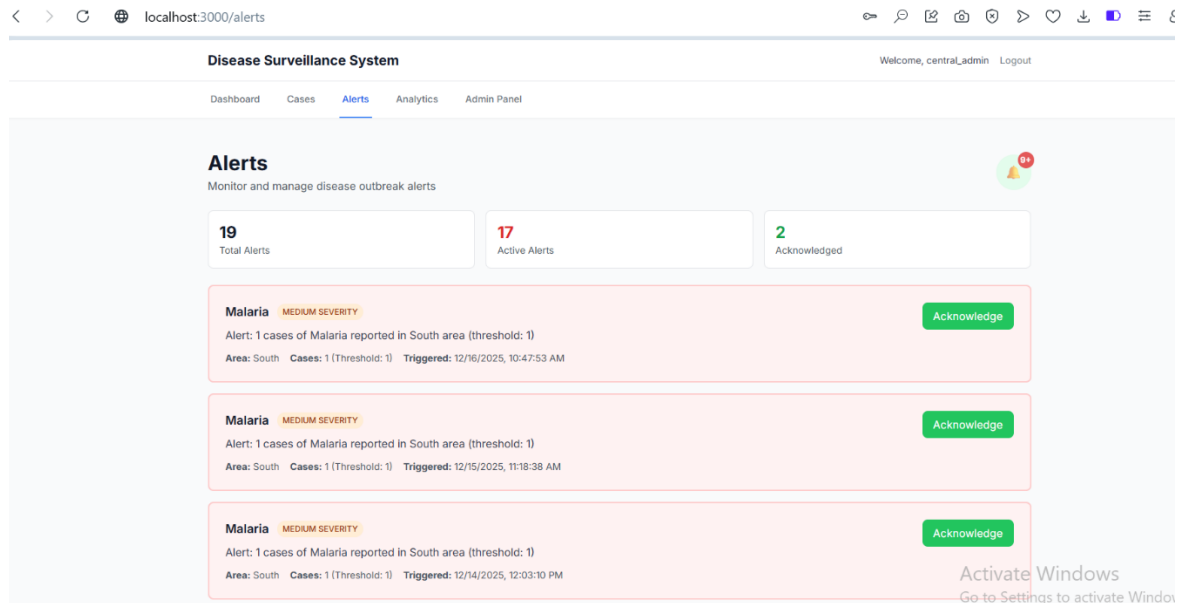 localhost:3000/alerts
Disease Surveillance System
Welcome, central_admin Logout
Dashboard Cases Alerts Analytics Admin Panel
Alerts
9+
Monitor and manage disease outbreak alerts
19
Total Alerts
17
Active Alerts
2
Acknowledged
Malaria MEDIUM SEVERITY
Acknowledge
Alert: 1 cases of Malaria reported in South area (threshold: 1)
Area: South Cases: 1 (Threshold: 1) Triggered: 12/16/2025, 10:47:53 AM
Malaria MEDIUM SEVERITY
Acknowledge
Alert: 1 cases of Malaria reported in South area (threshold: 1)
Area: South Cases: 1 (Threshold: 1) Triggered: 12/15/2025, 11:18:38 AM
Malaria MEDIUM SEVERITY
Acknowledge
Alert: 1 cases of Malaria reported in South area (threshold: 1)
Area: South Cases: 1 (Threshold: 1) Triggered: 12/14/2025, 12:03:10 PM
Activate Windows
Go to Settings to activate Window